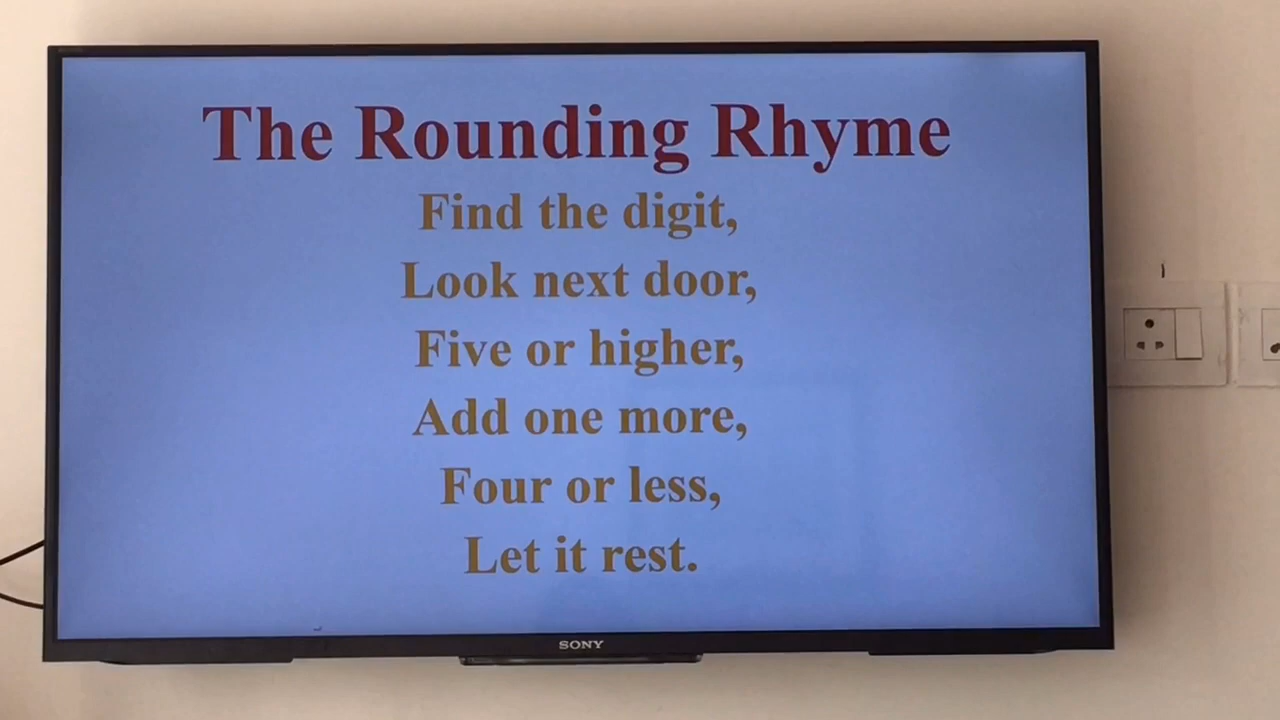 The Rounding Rhyme
Find the digit,
Look next door,
Five or higher,
Add one more,
Four or less,
Let it rest.
SONY